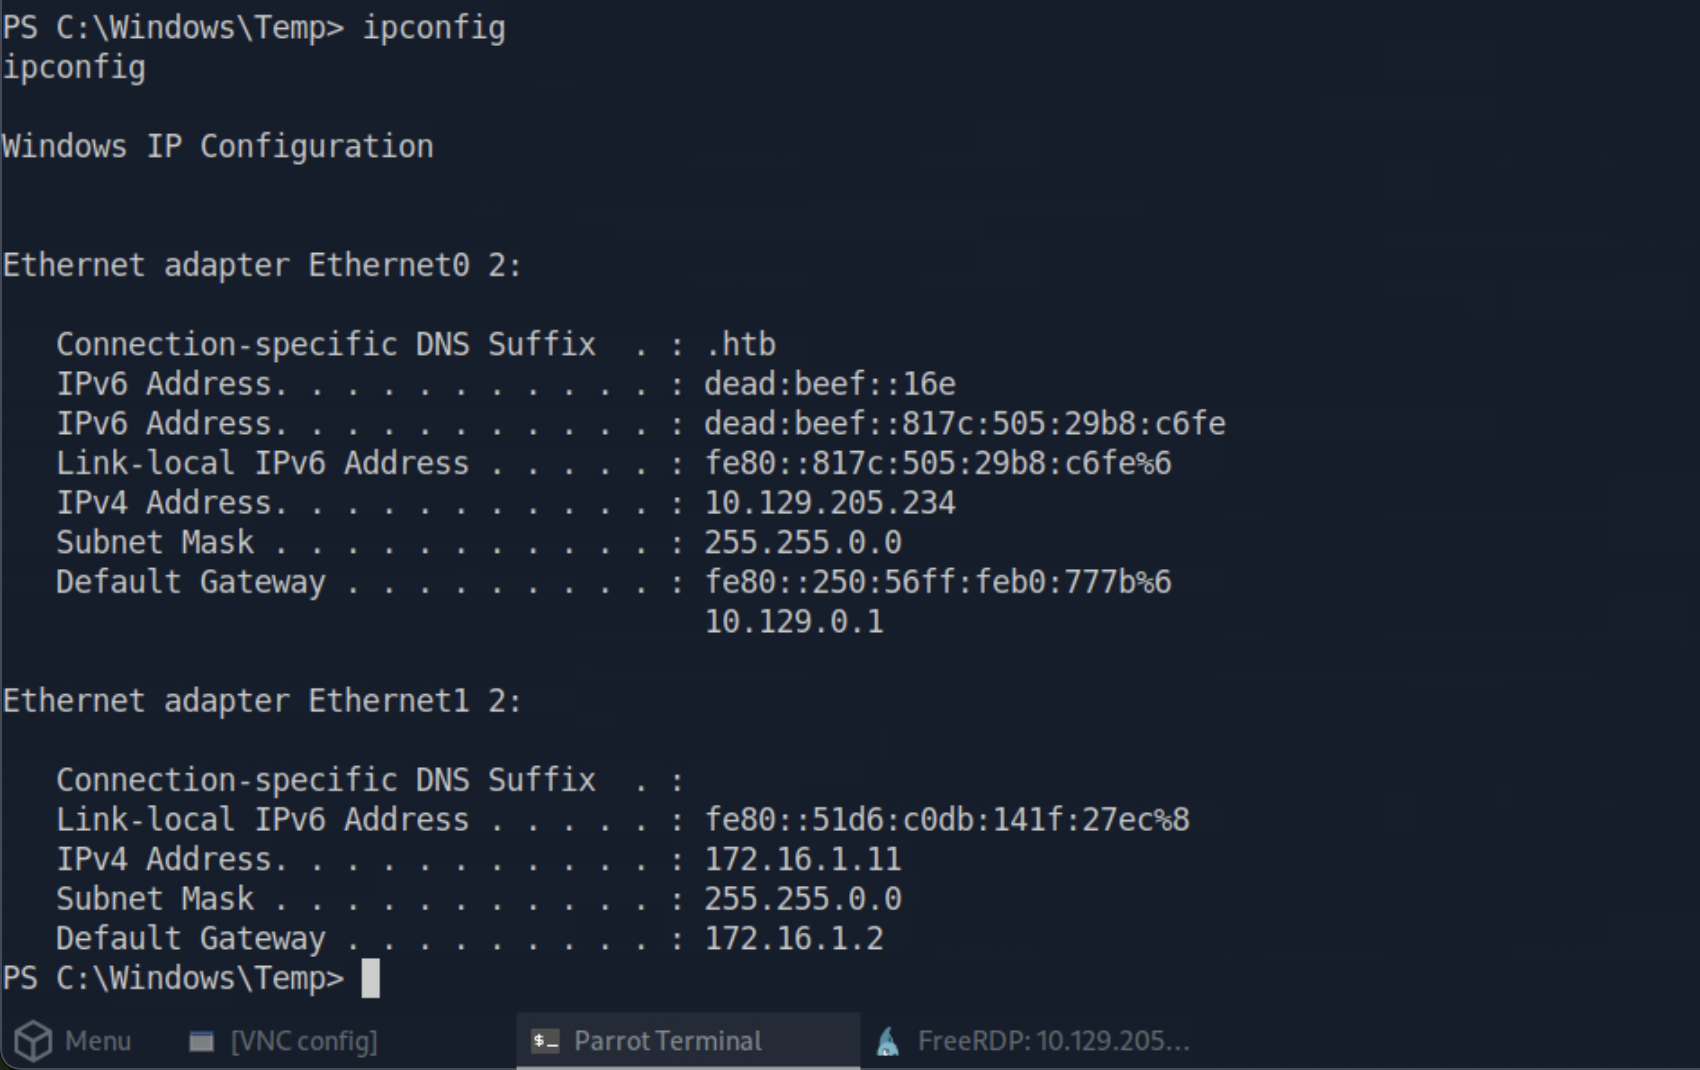 PS C:\Windows\Temp> ipconfig
ipconfig
Windows IP Configuration
Ethernet adapter Ethernet0 2:
   Connection-specific DNS Suffix  . : .htb
   IPv6 Address. . . . . . . . . . . : dead:beef::16e
   IPv6 Address. . . . . . . . . . . : dead:beef::817c:505:29b8:c6fe
   Link-local IPv6 Address . . . . . : fe80::817c:505:29b8:c6fe%6
   IPv4 Address. . . . . . . . . . . : 10.129.205.234
   Subnet Mask . . . . . . . . . . . : 255.255.0.0
   Default Gateway . . . . . . . . . : fe80::250:56ff:feb0:777b%6
                                       10.129.0.1
Ethernet adapter Ethernet1 2:
   Connection-specific DNS Suffix  . :
   Link-local IPv6 Address . . . . . : fe80::51d6:c0db:141f:27ec%8
   IPv4 Address. . . . . . . . . . . : 172.16.1.11
   Subnet Mask . . . . . . . . . . . : 255.255.0.0
   Default Gateway . . . . . . . . . : 172.16.1.2
PS C:\Windows\Temp>
Menu [VNC config] $_ Parrot Terminal FreeRDP: 10.129.205...